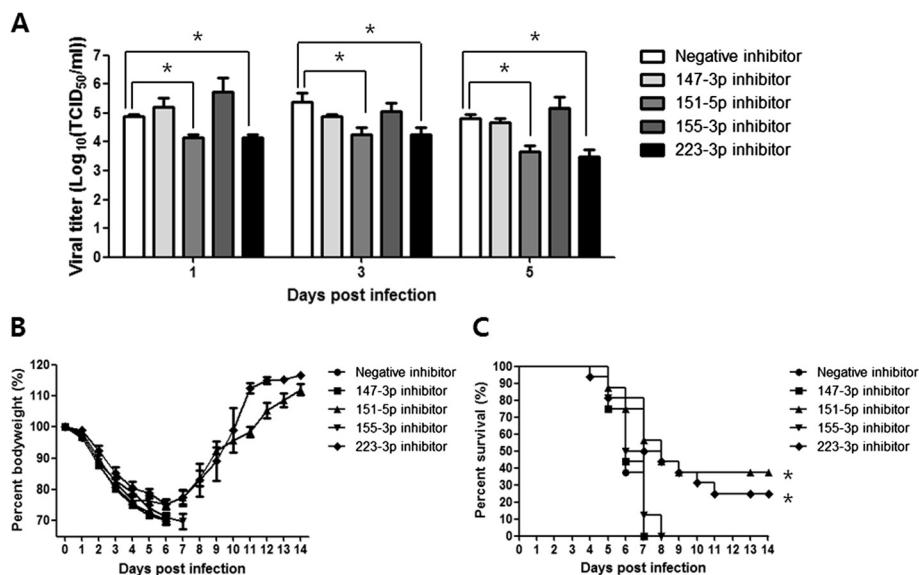 A
Viral titer (Log10(TCID50/ml))
7
6
5
4
3
2
1
0
* * * * * *
1 3 5
Days post infection
Negative inhibitor
147-3p inhibitor
151-5p inhibitor
155-3p inhibitor
223-3p inhibitor
B
Percent bodyweight (%)
120
110
100
90
80
70
0 1 2 3 4 5 6 7 8 9 10 11 12 13 14
Days post infection
Negative inhibitor
147-3p inhibitor
151-5p inhibitor
155-3p inhibitor
223-3p inhibitor
C
Percent survival (%)
100
90
80
70
60
50
40
30
20
10
0
0 1 2 3 4 5 6 7 8 9 10 11 12 13 14
Days post infection
*
*
Negative inhibitor
147-3p inhibitor
151-5p inhibitor
155-3p inhibitor
223-3p inhibitor